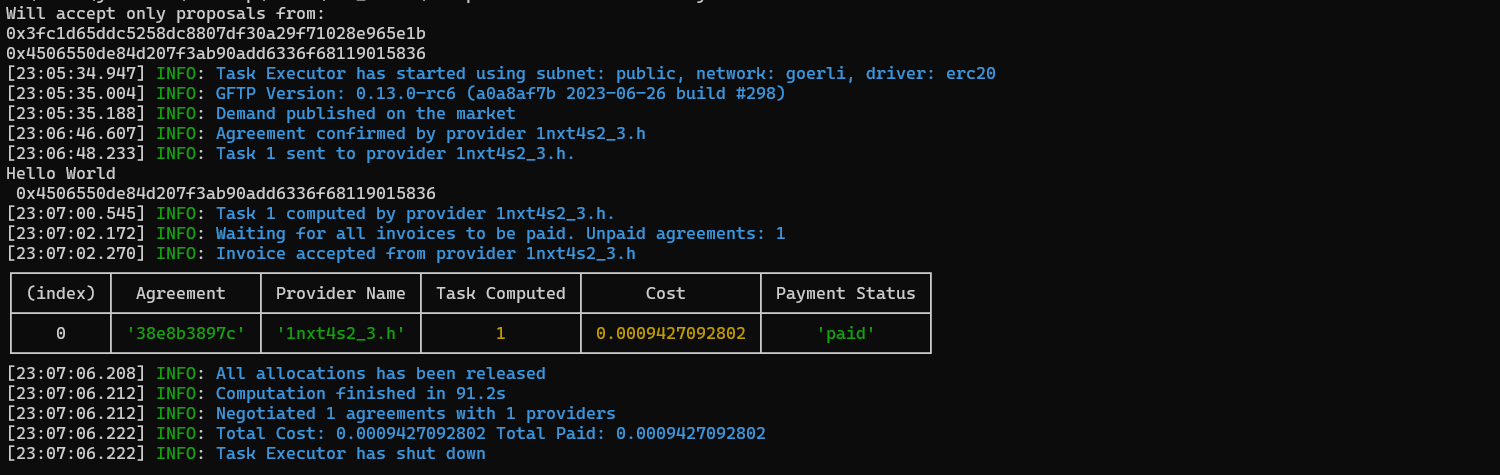 Will accept only proposals from:
0x3fc1d65ddc5258dc8807df30a29f71028e965e1b
0x4506550de84d207f3ab90add6336f68119015836
[23:05:34.947] INFO: Task Executor has started using subnet: public, network: goerli, driver: erc20
[23:05:35.004] INFO: GFTP Version: 0.13.0-rc6 (a0a8af7b 2023-06-26 build #298)
[23:05:35.188] INFO: Demand published on the market
[23:06:46.607] INFO: Agreement confirmed by provider 1nxt4s2_3.h
[23:06:48.233] INFO: Task 1 sent to provider 1nxt4s2_3.h.
Hello World
0x4506550de84d207f3ab90add6336f68119015836
[23:07:00.545] INFO: Task 1 computed by provider 1nxt4s2_3.h.
[23:07:02.172] INFO: Waiting for all invoices to be paid. Unpaid agreements: 1
[23:07:02.270] INFO: Invoice accepted from provider 1nxt4s2_3.h
(index) Agreement Provider Name Task Computed Cost Payment Status
0 '38e8b3897c' '1nxt4s2_3.h' 1 0.0009427092802 'paid'
[23:07:06.208] INFO: All allocations has been released
[23:07:06.212] INFO: Computation finished in 91.2s
[23:07:06.212] INFO: Negotiated 1 agreements with 1 providers
[23:07:06.222] INFO: Total Cost: 0.0009427092802 Total Paid: 0.0009427092802
[23:07:06.222] INFO: Task Executor has shut down